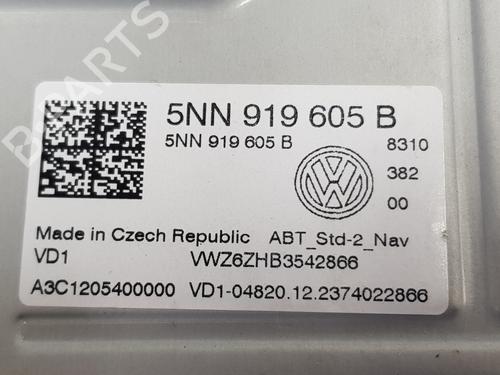 B-PARTS
5NN 919 605 B
5NN 919 605 B
8310
382
00
Made in Czech Republic ABT_Std-2_Nav
VD1 VWZ6ZHB3542866
A3C1205400000 VD1-04820.12.2374022866